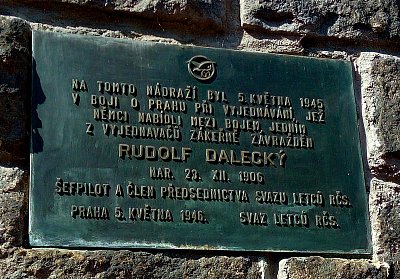 NA TOMTO NÁDRAŽÍ BYL 5. KVĚTNA 1945
V BOJI O PRAHU PŘI VYJEDNÁVÁNÍ, JEŽ
NĚMCI NABÍDLI MEZI BOJEM, JEDNÍM
Z VYJEDNAVAČŮ ZÁKEŘNĚ ZAVRAŽDĚN
RUDOLF DALECKÝ
NAR. 23. XII. 1906
ŠÉFPILOT A ČLEN PŘEDSEDNICTVA SVAZU LETCŮ RČS.
PRAHA 5. KVĚTNA 1946. SVAZ LETCŮ RČS.